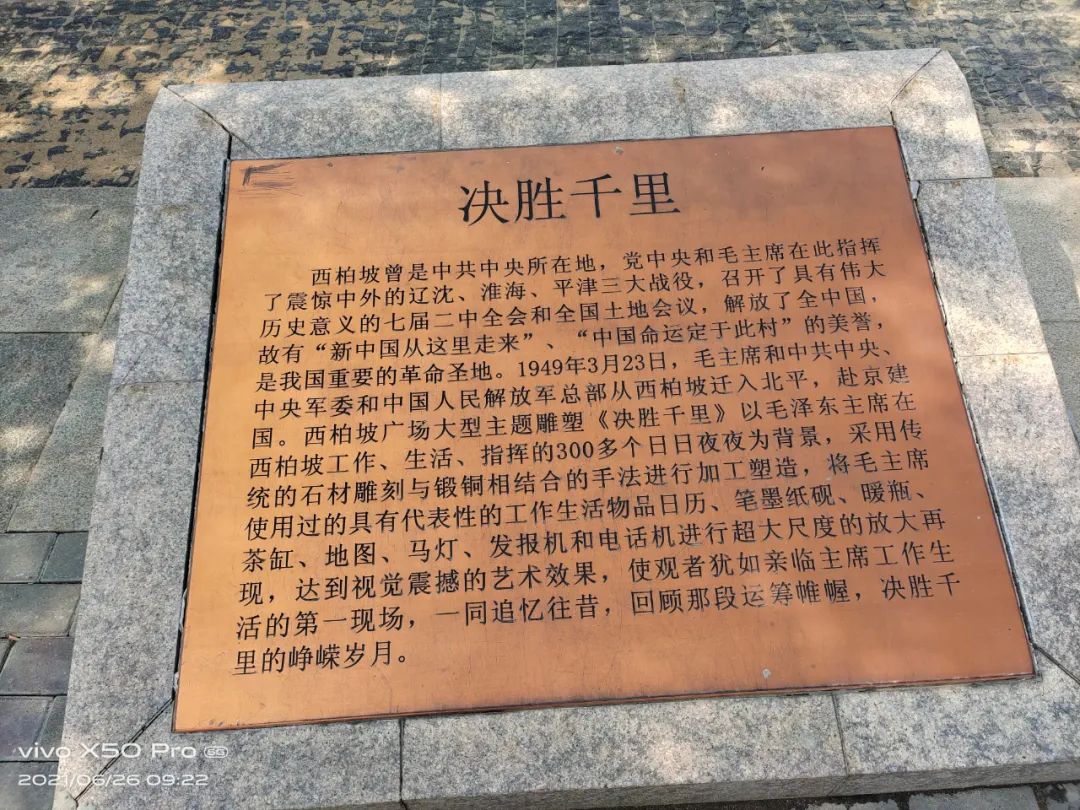 决胜千里
西柏坡曾是中共中央所在地，党中央和毛主席在此指挥
了震惊中外的辽沈、淮海、平津三大战役，召开了具有伟大
历史意义的七届二中全会和全国土地会议，解放了全中国，
故有“新中国从这里走来”、“中国命运定于此村”的美誉，
是我国重要的革命圣地。1949年3月23日，毛主席和中共中央、
中央军委和中国人民解放军总部从西柏坡迁入北平，赴京建
国。西柏坡广场大型主题雕塑《决胜千里》以毛泽东主席在
西柏坡工作、生活、指挥的300多个日日夜夜为背景，采用传
统的石材雕刻与锻铜相结合的手法进行加工塑造，将毛主席
使用过的具有代表性的工作生活物品日历、笔墨纸砚、暖瓶、
茶缸、地图、马灯、发报机和电话机进行超大尺度的放大再
现，达到视觉震撼的艺术效果，使观者犹如亲临主席工作生
活的第一现场，一同追忆往昔，回顾那段运筹帷幄，决胜千
里的峥嵘岁月。
vivo X50 Pro 5G
2021/06/26 09:22